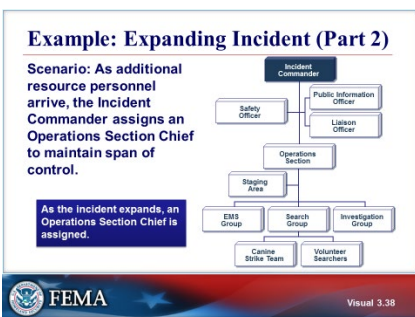 Example: Expanding Incident (Part 2)
Scenario: As additional
resource personnel
arrive, the Incident
Commander assigns an
Operations Section Chief
to maintain span of
control.
As the incident expands, an
Operations Section Chief is
assigned.
Incident
Commander
Public Information
Officer
Safety
Officer
Liaison
Officer
Operations
Section
Staging
Area
EMS
Group
Search
Group
Investigation
Group
Canine
Strike Team
Volunteer
Searchers
FEMA
Visual 3.38